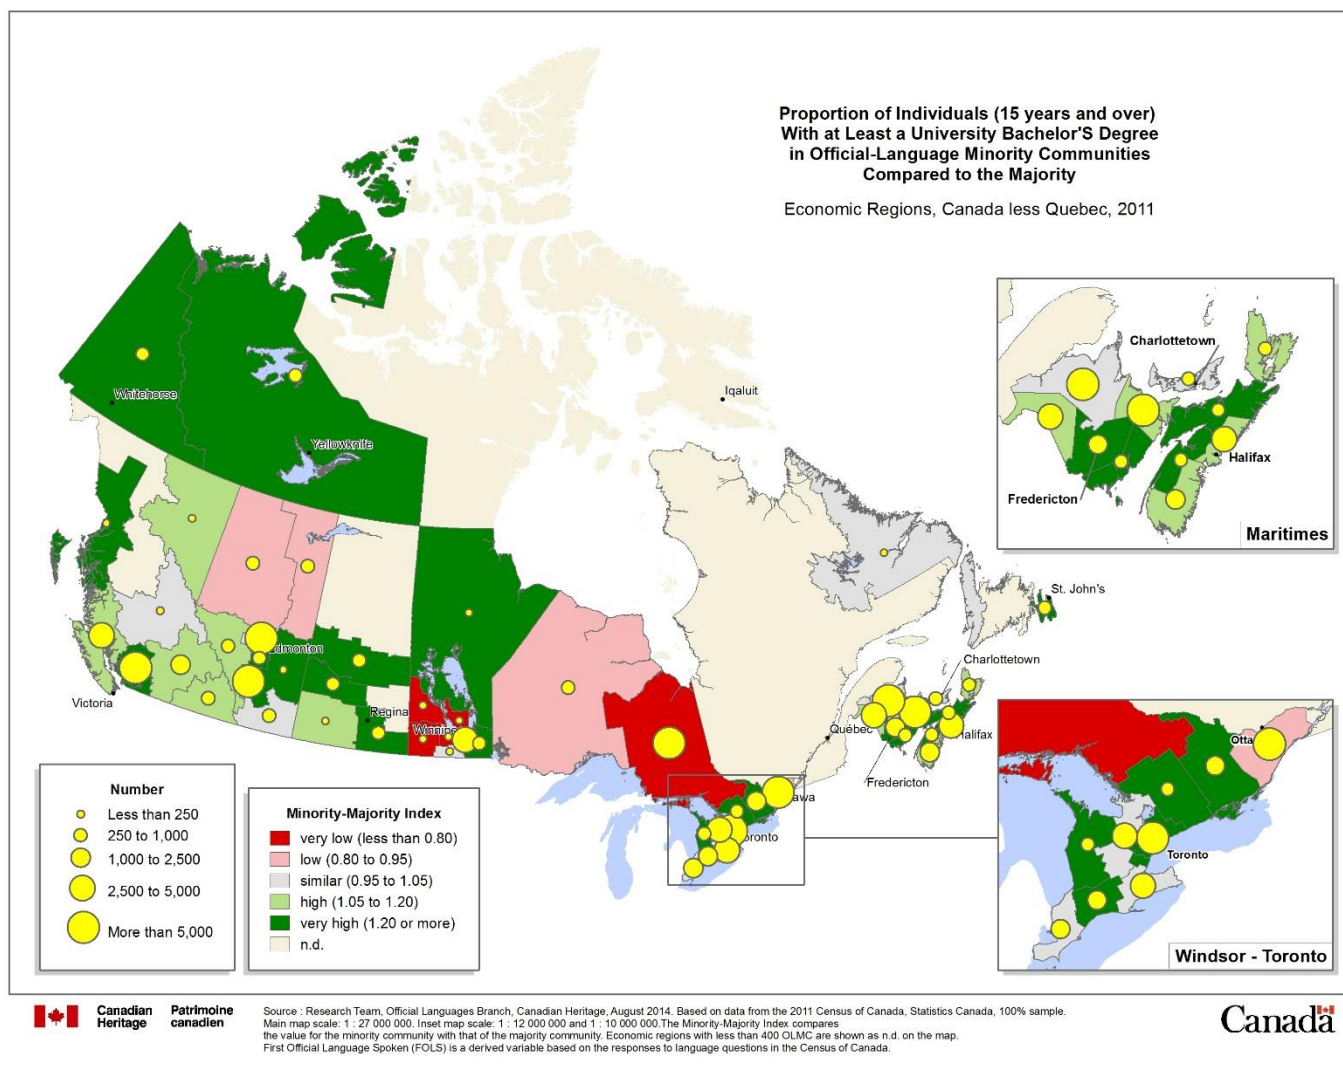 Proportion of Individuals (15 years and over)
With at Least a University Bachelor'S Degree
in Official-Language Minority Communities
Compared to the Majority
Economic Regions, Canada less Quebec, 2011
Charlottetown
Halifax
Fredericton
Maritimes
Whitehorse
Yellowknife
Iqaluit
St. John's
Edmonton
Charlottetown
Victoria
Regina
Winnipeg
Québec
Halifax
Fredericton
Ottawa
Toronto
Otta
Toronto
Windsor - Toronto
Number
Less than 250
250 to 1,000
1,000 to 2,500
2,500 to 5,000
More than 5,000
Minority-Majority Index
very low (less than 0.80)
low (0.80 to 0.95)
similar (0.95 to 1.05)
high (1.05 to 1.20)
very high (1.20 or more)
n.d.
Canadian Patrimoine
Heritage canadien
Source : Research Team, Official Languages Branch, Canadian Heritage, August 2014. Based on data from the 2011 Census of Canada, Statistics Canada, 100% sample.
Main map scale: 1 : 27 000 000. Inset map scale: 1 : 12 000 000 and 1 : 10 000 000.The Minority-Majority Index compares
the value for the minority community with that of the majority community. Economic regions with less than 400 OLMC are shown as n.d. on the map.
First Official Language Spoken (FOLS) is a derived variable based on the responses to language questions in the Census of Canada.
Canada